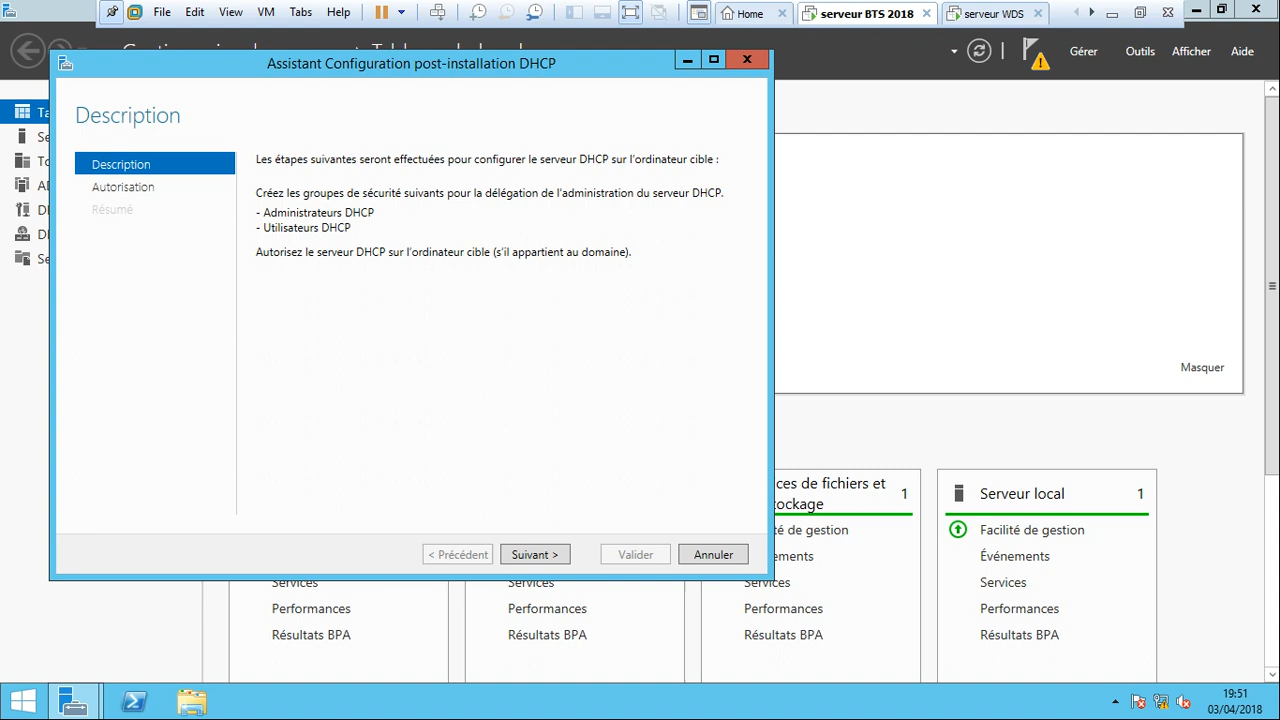 File Edit View VM Tabs Help Home serveur BTS 2018 serveur WDS
Gérer Outils Afficher Aide
Assistant Configuration post-installation DHCP
Description
Description
Autorisation
Résumé
Les étapes suivantes seront effectuées pour configurer le serveur DHCP sur l'ordinateur cible :
Créez les groupes de sécurité suivants pour la délégation de l'administration du serveur DHCP.
- Administrateurs DHCP
- Utilisateurs DHCP
Autorisez le serveur DHCP sur l'ordinateur cible (s'il appartient au domaine).
< Précédent Suivant > Valider Annuler
Masquer
de fichiers et 1
Serveur local 1
de gestion
Facilité de gestion
Événements
Services Services Services Services
Performances Performances Performances Performances
Résultats BPA Résultats BPA Résultats BPA Résultats BPA
19:51
03/04/2018